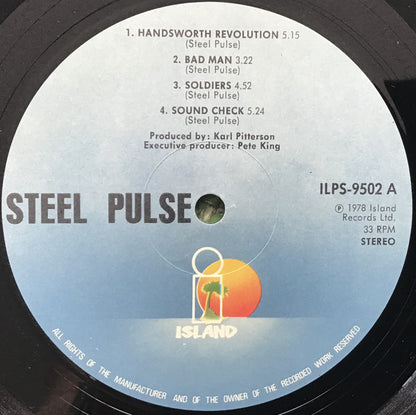 1. HANDSWORTH REVOLUTION 5.15
(Steel Pulse)
2. BAD MAN 3.22
(Steel Pulse)
3. SOLDIERS 4.52
(Steel Pulse)
4. SOUND CHECK 5.24
(Steel Pulse)
Produced by: Karl Pitterson
Executive producer: Pete King
STEEL PULSE
ILPS-9502 A
℗ 1978 Island
Records Ltd.
33 RPM
STEREO
ISLAND
ALL RIGHTS OF THE MANUFACTURER AND OF THE OWNER OF THE RECORDED WORK RESERVED